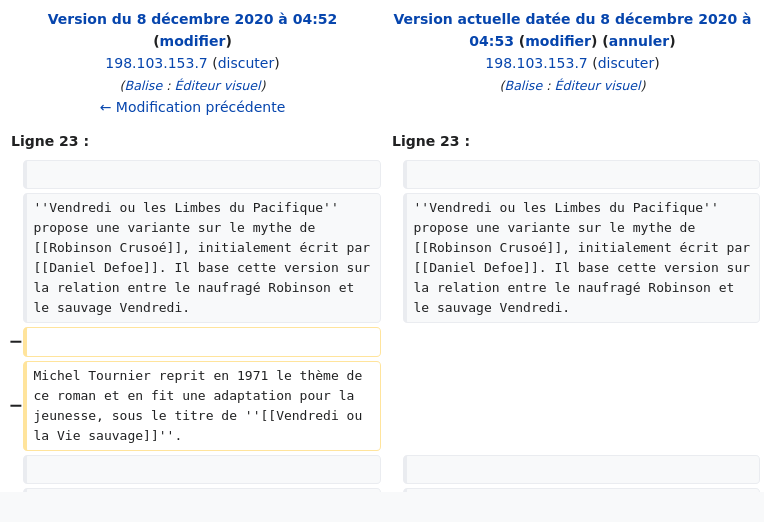 Version du 8 décembre 2020 à 04:52
(modifier)
198.103.153.7 (discuter)
(Balise : Éditeur visuel)
← Modification précédente
Version actuelle datée du 8 décembre 2020 à
04:53 (modifier) (annuler)
198.103.153.7 (discuter)
(Balise : Éditeur visuel)
Ligne 23 :
Ligne 23 :
''Vendredi ou les Limbes du Pacifique''
propose une variante sur le mythe de
[[Robinson Crusoé]], initialement écrit par
[[Daniel Defoe]]. Il base cette version sur
la relation entre le naufragé Robinson et
le sauvage Vendredi.
''Vendredi ou les Limbes du Pacifique''
propose une variante sur le mythe de
[[Robinson Crusoé]], initialement écrit par
[[Daniel Defoe]]. Il base cette version sur
la relation entre le naufragé Robinson et
le sauvage Vendredi.
−
−
Michel Tournier reprit en 1971 le thème de
ce roman et en fit une adaptation pour la
jeunesse, sous le titre de ''[[Vendredi ou
la Vie sauvage]]''.